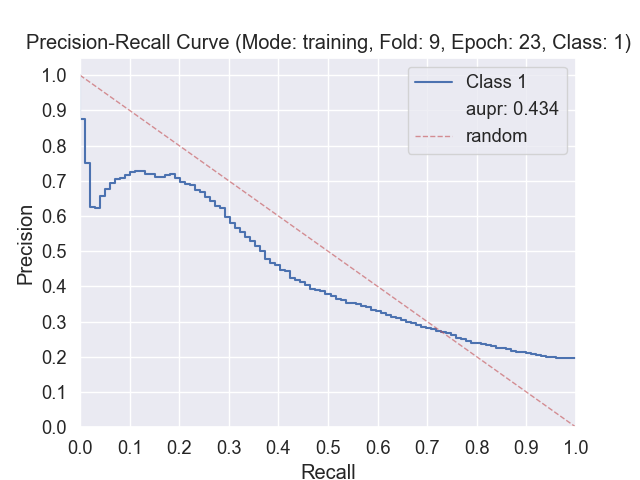 Precision-Recall Curve (Mode: training, Fold: 9, Epoch: 23, Class: 1)
1.0
0.9
0.8
0.7
0.6
0.5
0.4
0.3
0.2
0.1
0.0
Precision
Class 1
aupr: 0.434
random
0.0 0.1 0.2 0.3 0.4 0.5 0.6 0.7 0.8 0.9 1.0
Recall